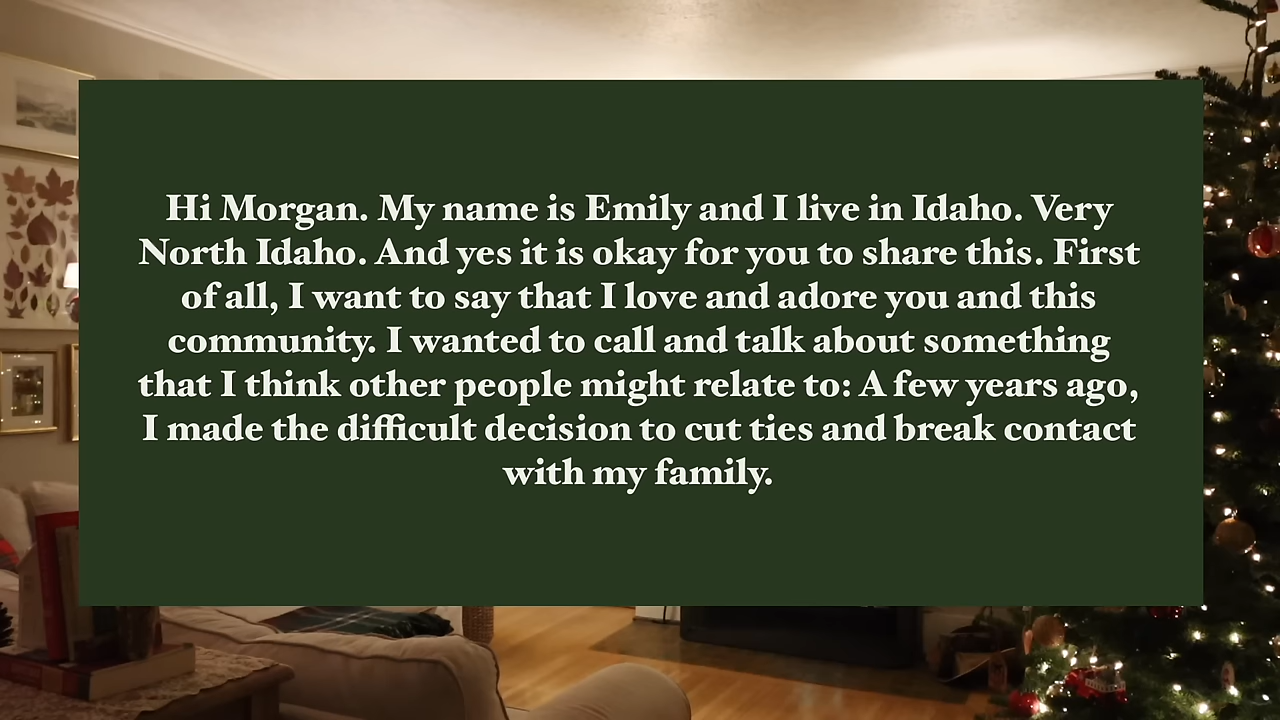 Hi Morgan. My name is Emily and I live in Idaho. Very
North Idaho. And yes it is okay for you to share this. First
of all, I want to say that I love and adore you and this
community. I wanted to call and talk about something
that I think other people might relate to: A few years ago,
I made the difficult decision to cut ties and break contact
with my family.